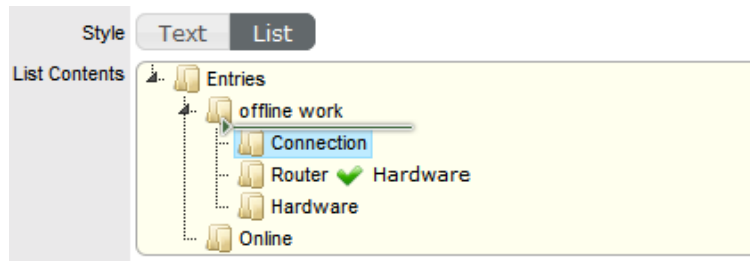 Style Text List
List Contents Entries
offline work
Connection
Router Hardware
Hardware
Online